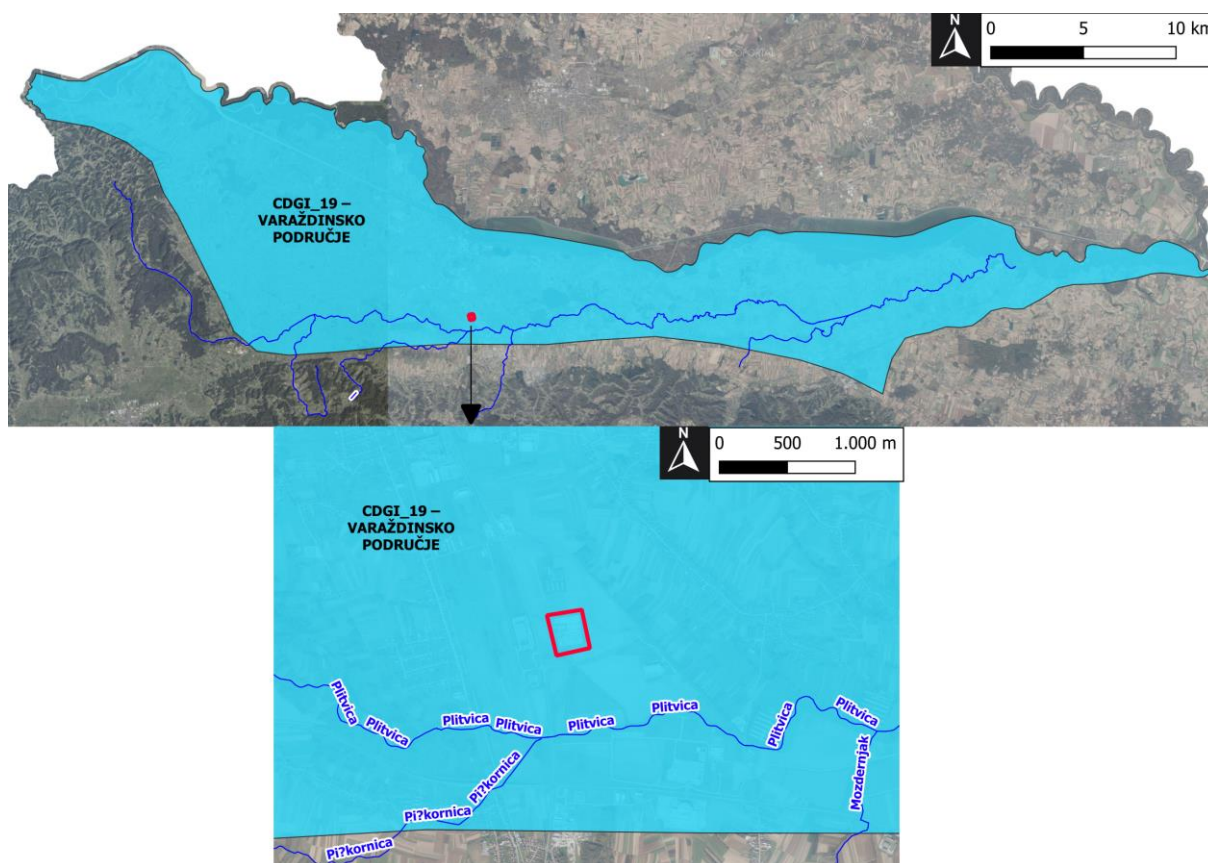 N
0 5 10 km
CDGI_19 –
VARAŽDINSKO
PODRUČJE
N
0 500 1.000 m
CDGI_19 –
VARAŽDINSKO
PODRUČJE
Plitvica
Plitvica
Plitvica
Plitvica
Plitvica
Plitvica
Plitvica
Plitvica
Pi?kornica
Pi?kornica
Pi?kornica
Mozdernjak